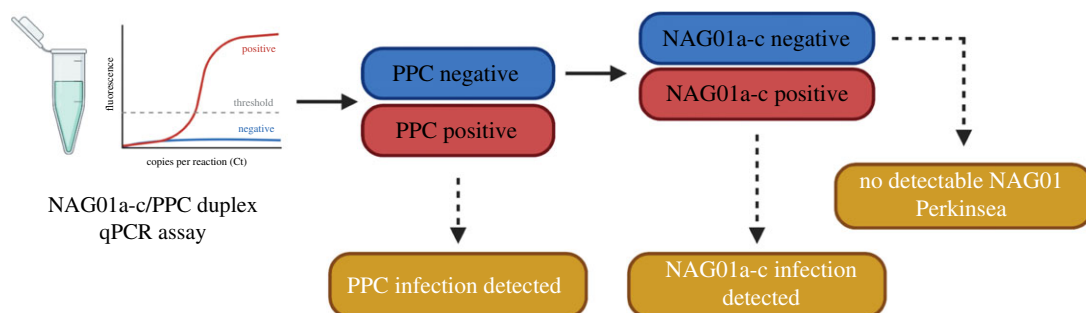 fluorescence
positive
threshold
negative
copies per reaction (Ct)
NAG01a-c/PPC duplex
qPCR assay
PPC negative
PPC positive
PPC infection detected
NAG01a-c negative
NAG01a-c positive
NAG01a-c infection
detected
no detectable NAG01
Perkinsea